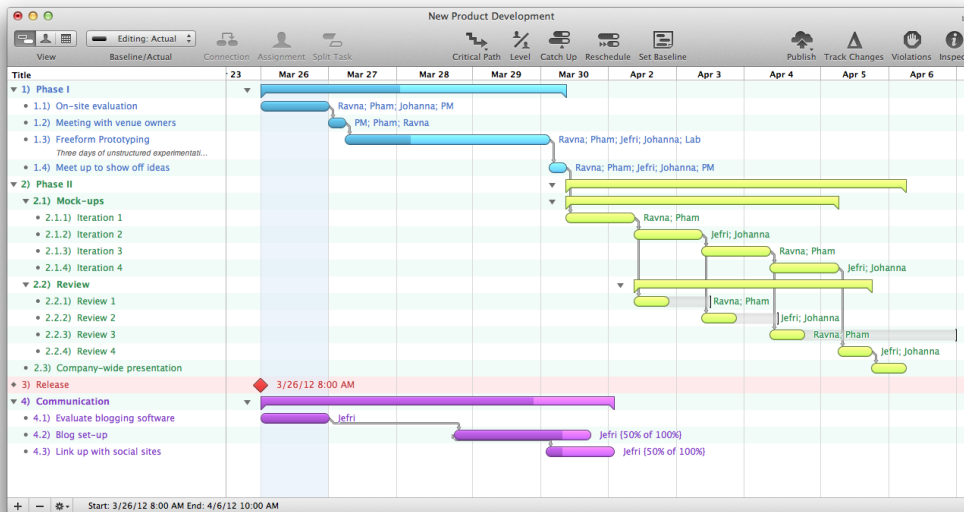 New Product Development
Editing: Actual
View Baseline/Actual Connection Assignment Split Task Critical Path Level Catch Up Reschedule Set Baseline Publish Track Changes Violations
Title 23 Mar 26 Mar 27 Mar 28 Mar 29 Mar 30 Apr 2 Apr 3 Apr 4 Apr 5 Apr 6
1) Phase I
1.1) On-site evaluation Ravna; Pham; Johanna; PM
1.2) Meeting with venue owners PM; Pham; Ravna
1.3) Freeform Prototyping Ravna; Pham; Jefri; Johanna; Lab
Three days of unstructured experimentati...
1.4) Meet up to show off ideas Ravna; Pham; Jefri; Johanna; PM
2) Phase II
2.1) Mock-ups
2.1.1) Iteration 1 Ravna; Pham
2.1.2) Iteration 2 Jefri; Johanna
2.1.3) Iteration 3 Ravna; Pham
2.1.4) Iteration 4 Jefri; Johanna
2.2) Review
2.2.1) Review 1 Ravna; Pham
2.2.2) Review 2 Jefri; Johanna
2.2.3) Review 3 Ravna; Pham
2.2.4) Review 4 Jefri; Johanna
2.3) Company-wide presentation
3) Release 3/26/12 8:00 AM
4) Communication
4.1) Evaluate blogging software Jefri
4.2) Blog set-up Jefri {50% of 100%}
4.3) Link up with social sites Jefri {50% of 100%}
Start: 3/26/12 8:00 AM End: 4/6/12 10:00 AM